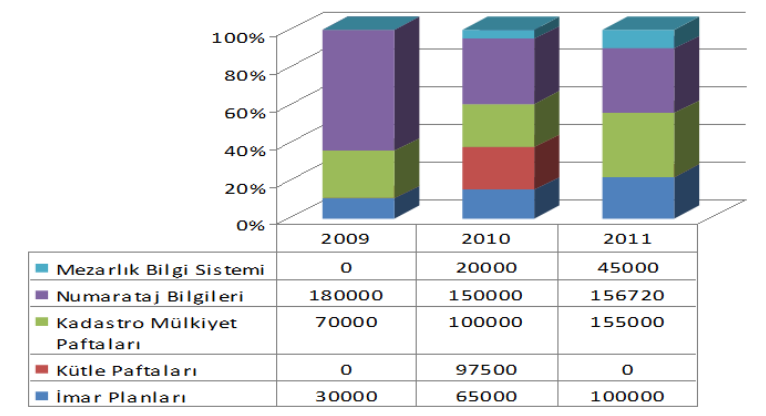 100%
80%
60%
40%
20%
0%
2009 2010 2011
Mezarlık Bilgi Sistemi 0 20000 45000
Numarataj Bilgileri 180000 150000 156720
Kadastro Mülkiyet 70000 100000 155000
Paftaları
Kütle Paftaları 0 97500 0
İmar Planları 30000 65000 100000